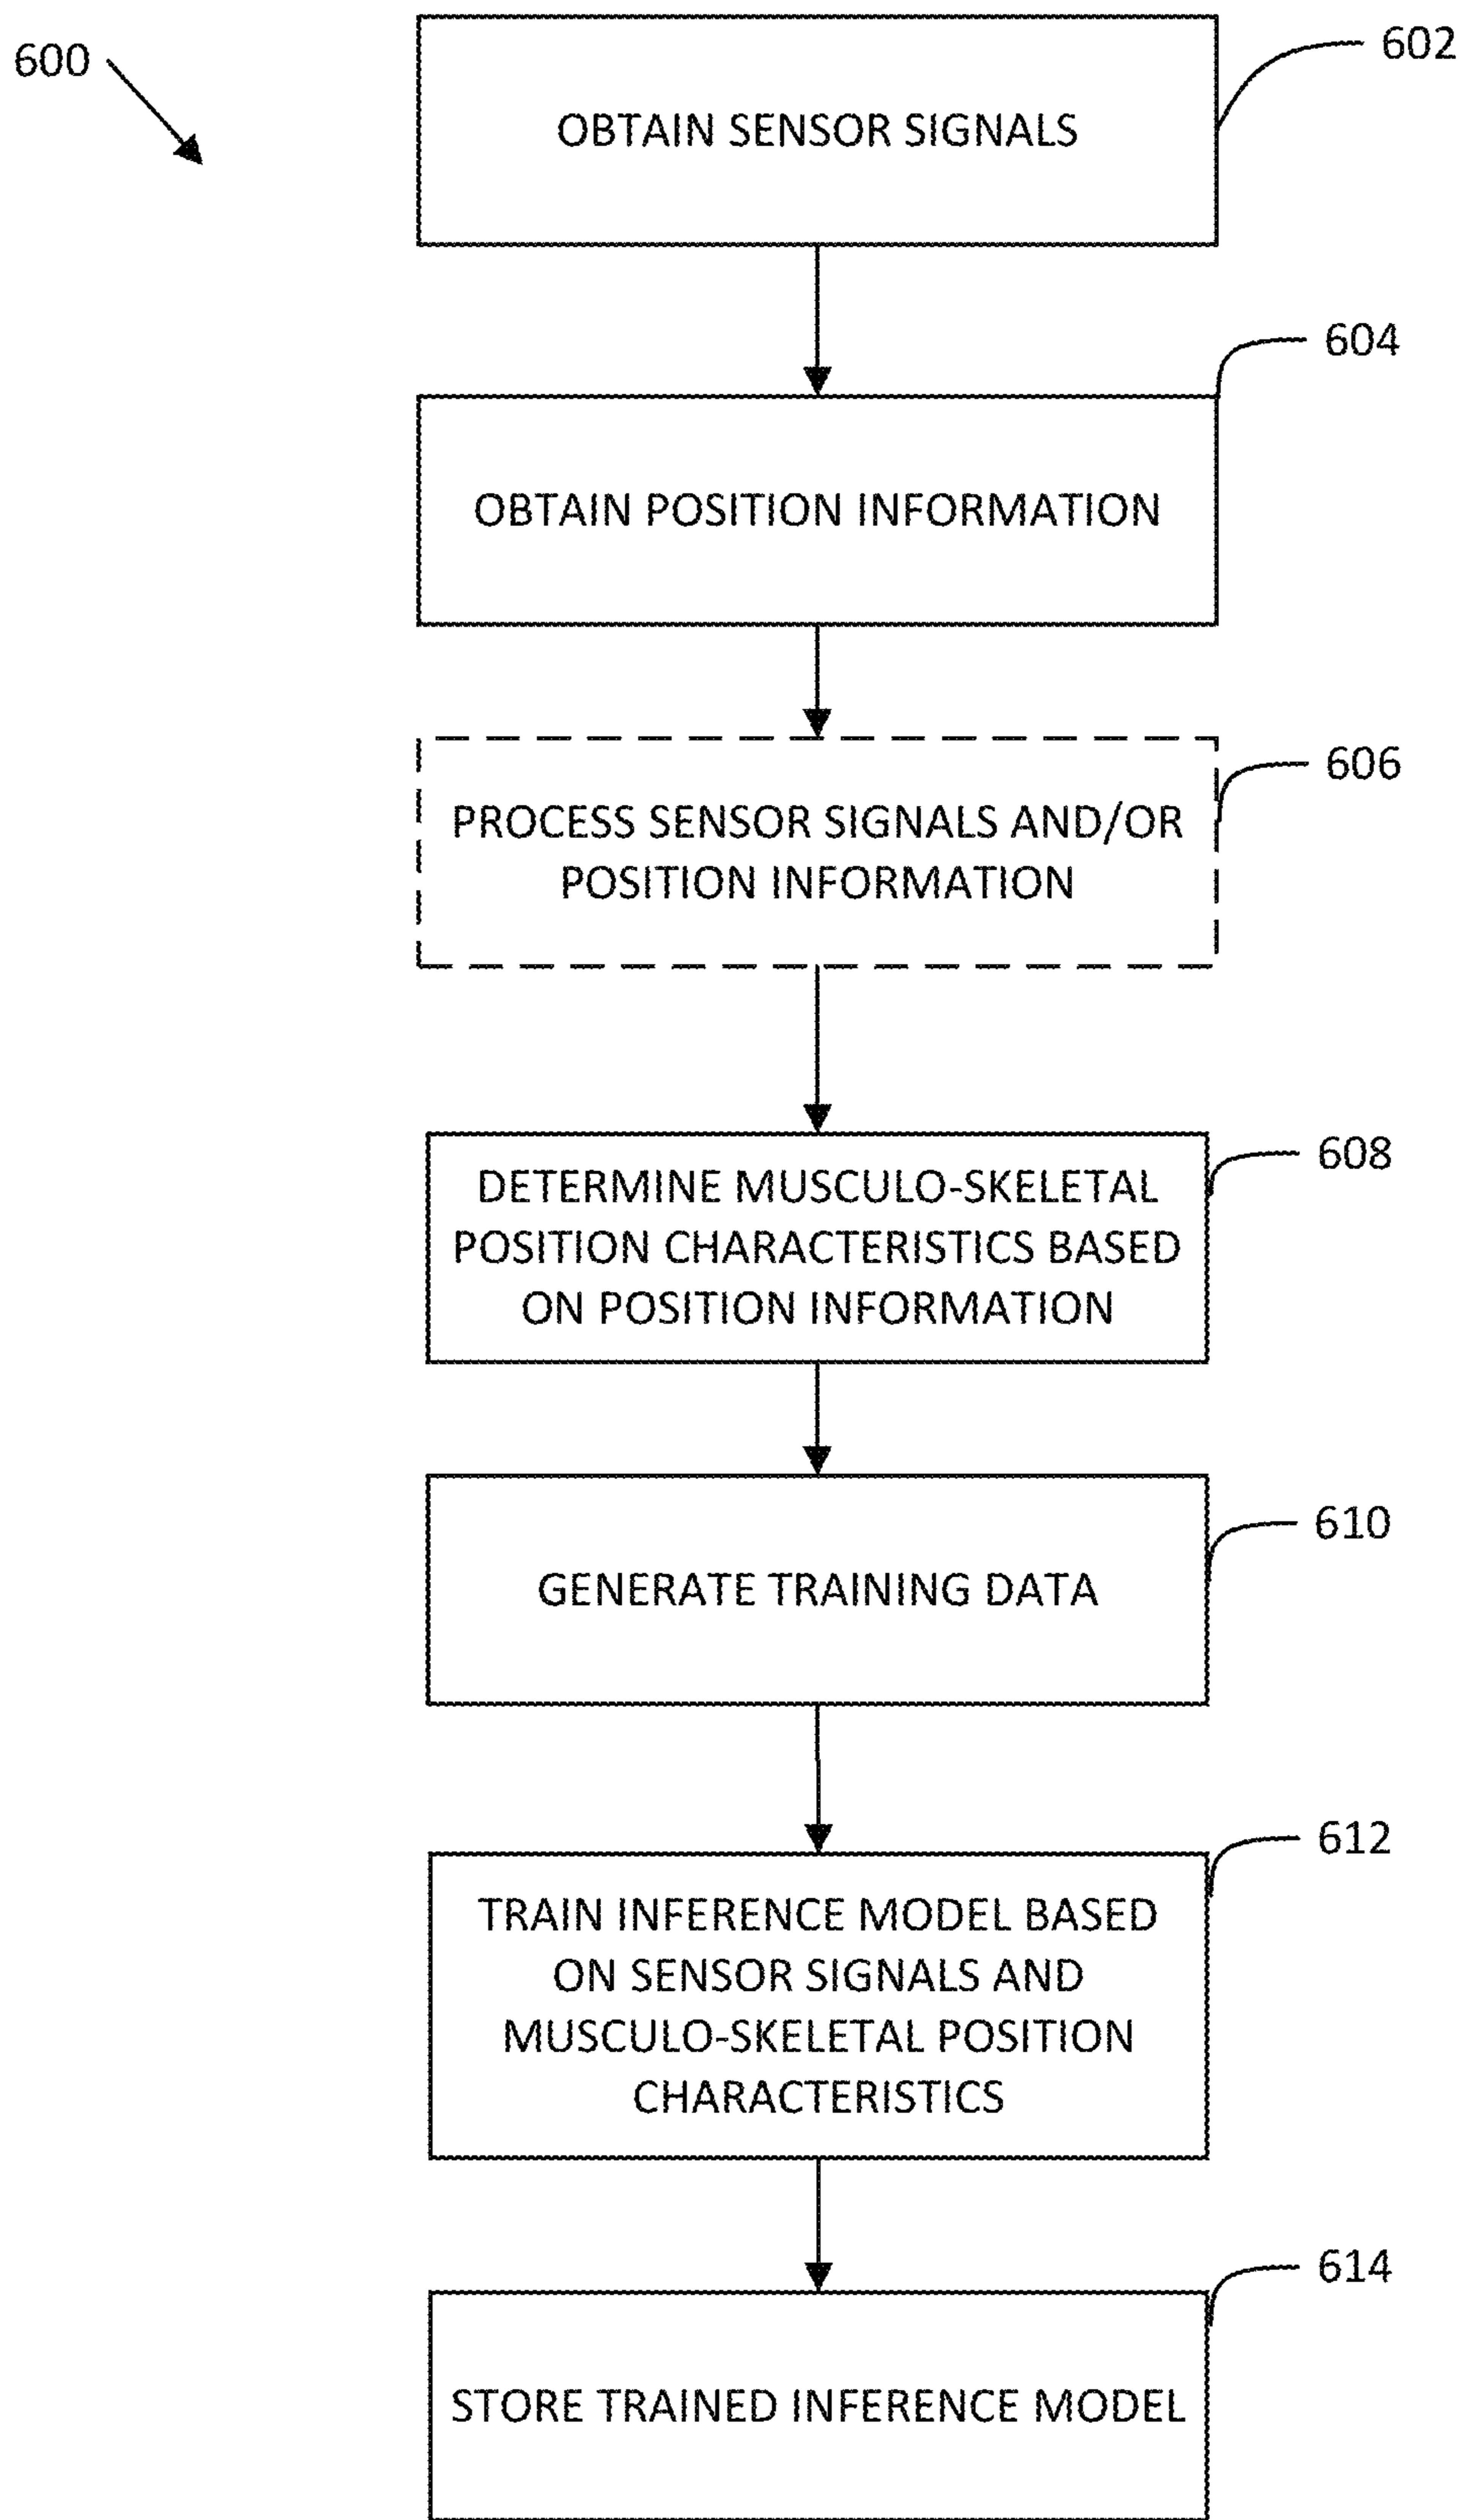 600
602
OBTAIN SENSOR SIGNALS
604
OBTAIN POSITION INFORMATION
606
PROCESS SENSOR SIGNALS AND/OR
POSITION INFORMATION
608
DETERMINE MUSCULO-SKELETAL
POSITION CHARACTERISTICS BASED
ON POSITION INFORMATION
610
GENERATE TRAINING DATA
612
TRAIN INFERENCE MODEL BASED
ON SENSOR SIGNALS AND
MUSCULO-SKELETAL POSITION
CHARACTERISTICS
614
STORE TRAINED INFERENCE MODEL